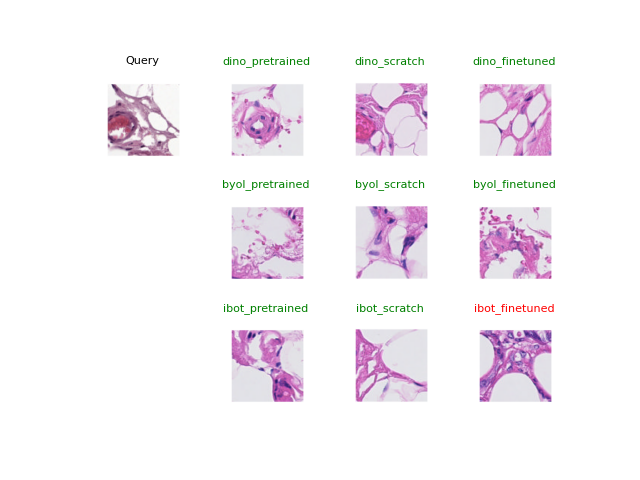 Query
dino_pretrained
dino_scratch
dino_finetuned
byol_pretrained
byol_scratch
byol_finetuned
ibot_pretrained
ibot_scratch
ibot_finetuned